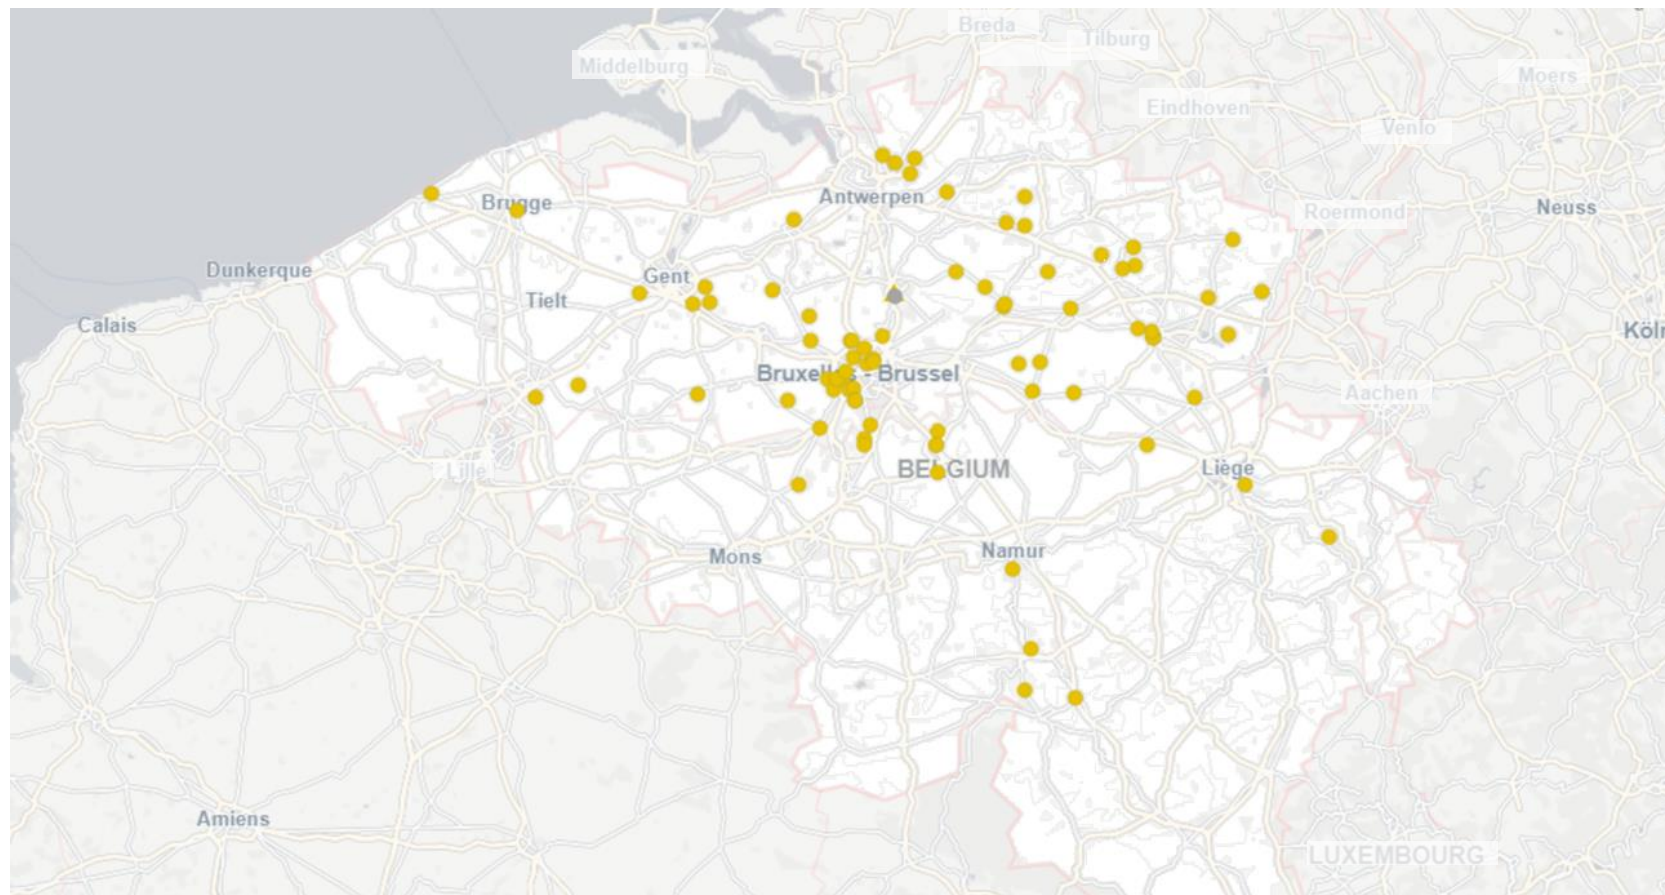 Breda
Tilburg
Middelburg
Moers
Eindhoven
Venlo
Antwerpen
Brugge
Neuss
Roermond
Dunkerque
Gent
Tielt
Calais
Köln
Bruxelles - Brussel
Aachen
BELGIUM
Liège
Lille
Namur
Mons
Amiens
LUXEMBOURG